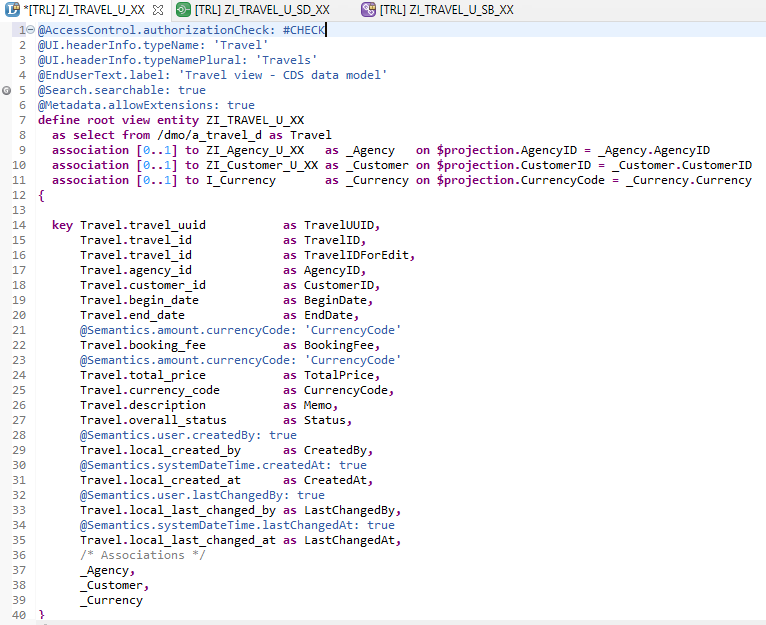 *[TRL] ZI_TRAVEL_U_XX [TRL] ZI_TRAVEL_U_SD_XX [TRL] ZI_TRAVEL_U_SB_XX
1 @AccessControl.authorizationCheck: #CHECK
2 @UI.headerInfo.typeName: 'Travel'
3 @UI.headerInfo.typeNamePlural: 'Travels'
4 @EndUserText.label: 'Travel view - CDS data model'
5 @Search.searchable: true
6 @Metadata.allowExtensions: true
7 define root view entity ZI_TRAVEL_U_XX
8   as select from /dmo/a_travel_d as Travel
9   association [0..1] to ZI_Agency_U_XX   as _Agency   on $projection.AgencyID = _Agency.AgencyID
10   association [0..1] to ZI_Customer_U_XX as _Customer on $projection.CustomerID = _Customer.CustomerID
11   association [0..1] to I_Currency       as _Currency on $projection.CurrencyCode = _Currency.Currency
12 {
13
14   key Travel.travel_uuid           as TravelUUID,
15       Travel.travel_id             as TravelID,
16       Travel.travel_id             as TravelIDForEdit,
17       Travel.agency_id             as AgencyID,
18       Travel.customer_id           as CustomerID,
19       Travel.begin_date            as BeginDate,
20       Travel.end_date              as EndDate,
21       @Semantics.amount.currencyCode: 'CurrencyCode'
22       Travel.booking_fee           as BookingFee,
23       @Semantics.amount.currencyCode: 'CurrencyCode'
24       Travel.total_price           as TotalPrice,
25       Travel.currency_code         as CurrencyCode,
26       Travel.description           as Memo,
27       Travel.overall_status        as Status,
28       @Semantics.user.createdBy: true
29       Travel.local_created_by      as CreatedBy,
30       @Semantics.systemDateTime.createdAt: true
31       Travel.local_created_at      as CreatedAt,
32       @Semantics.user.lastChangedBy: true
33       Travel.local_last_changed_by as LastChangedBy,
34       @Semantics.systemDateTime.lastChangedAt: true
35       Travel.local_last_changed_at as LastChangedAt,
36       /* Associations */
37       _Agency,
38       _Customer,
39       _Currency
40 }